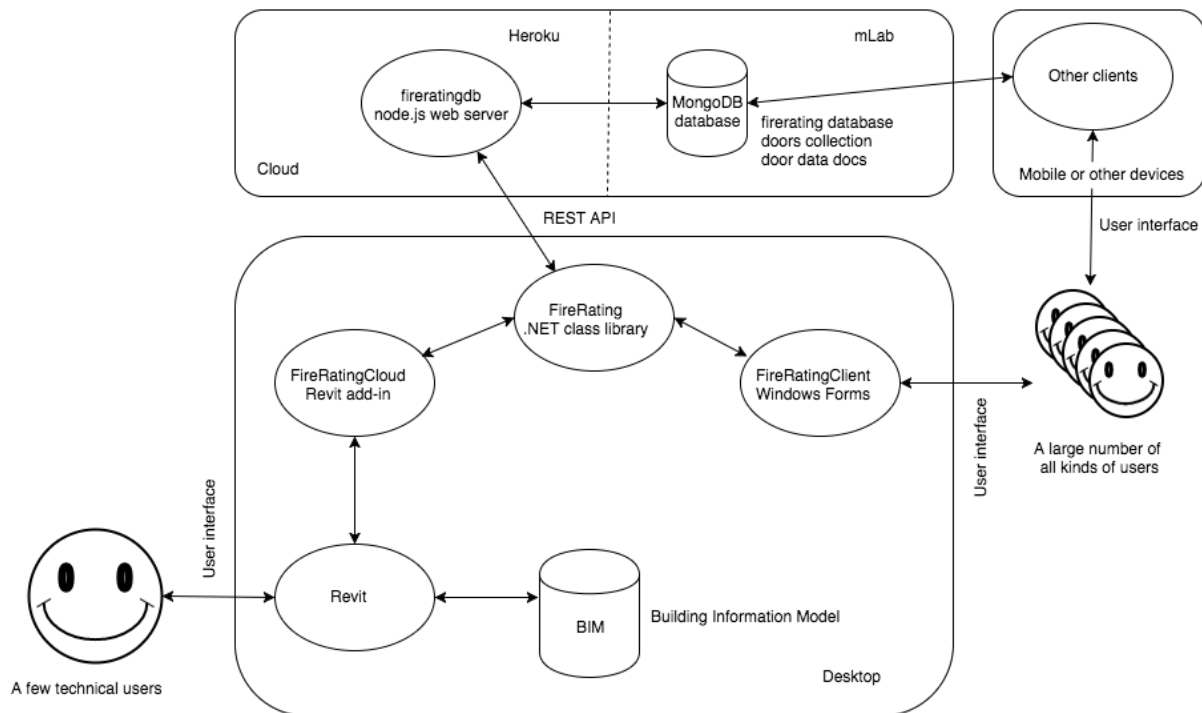 Heroku
mLab
fireratingdb
node.js web server
MongoDB
database
Other clients
firerating database
doors collection
door data docs
Cloud
Mobile or other devices
REST API
User interface
FireRating
.NET class library
FireRatingCloud
Revit add-in
FireRatingClient
Windows Forms
User interface
A large number of
all kinds of users
User interface
Revit
BIM
Building Information Model
Desktop
A few technical users